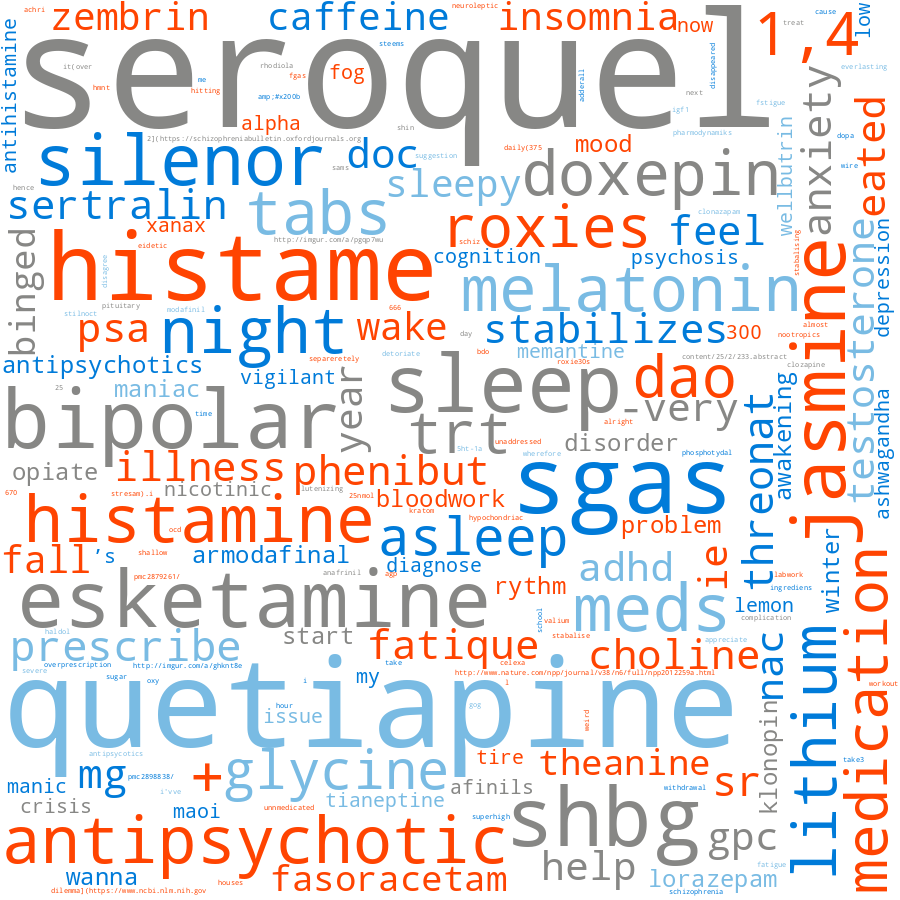 achri
zembrin
caffeine
neuroleptic
insomnia
now
1,4
treat
cause
low
seroquel
antihistamine
it(over
hmnt
me
hitting
rhodiola
amp;#x200b
fgas
fog
steems
adderall
disappeared
next
everlasting
alpha
shin
daily(375
igf1
fstigue
pharmodynamiks
mood
anxiety
eated
2](https://schizophreniabulletin.oxfordjournals.org
silenor
doc
sams
suggestion
sleepy
doxepin
wellbutrin
dopa
wire
hence
sertralin
tabs
xanax
clonazapam
roxies
feel
stabalising
testosterone
depression
binged
http://imgur.com/a/pgqp7wu
eidetic
schiz
histame
cognition
psychosis
disagree
pituitary
stilnoct
modafinil
666
melatonin
jasmine
psa
night
wake
day
stabilizes
300
almost
nootropics
antipsychotics
separeretely
detoriate
bdo
roxie30s
memantine
content/25/2/233.abstract
clozapine
maniac
vigilant
25
bipolar
time
year
sleep
dao
-very
awakening
ashwagandha
trt
unaddressed
alright
disorder
threonat
opiate
illness
phenibut
5ht-1a
wherefore
phosphotydal
670
stresam).i
nicotinic
lutenizing
25nmol
bloodwork
kratom
hypochondriac
sgas
histamine
ocd
asleep
problem
fall
's
shallow
armodafinal
diagnose
ie
labwork
pmc2879261/
anafrinil
ago
rythm
adhd
winter
ingrediens
esketamine
school
valium
meds
lemon
complication
medication
haldol
prescribe
start
fatique
stabalise
choline
appreciate
nac
lithium
severe
overprescription
http://imgur.com/a/ghknt8e
take
celexa
sugar
oxy
i
my
http://www.nature.com/npp/journal/v38/n6/full/npp2012259a.html
l
workout
quetiapine
hour
issue
gog
weird
klonopin
antipsycotics
tire
theanine
take3
manic
mg
pmc2898838/
+
glycine
sr
i'vve
afinils
withdrawal
crisis
maoi
tianeptine
unnmedicated
superhigh
shbg
antipsychotic
gpc
wanna
help
fatigue
fasoracetam
lorazepam
houses
dilemma](https://www.ncbi.nlm.nih.gov
schizophrenia